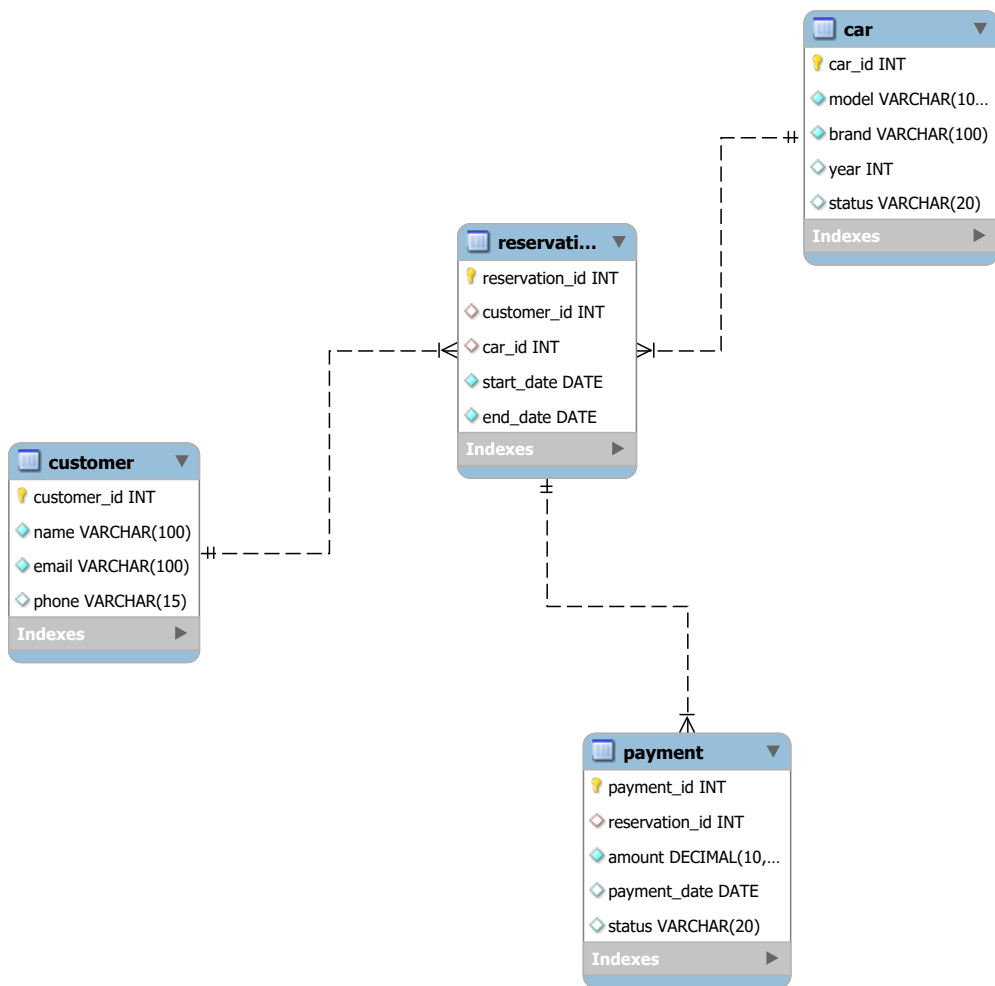 car
car_id INT
model VARCHAR(10...
brand VARCHAR(100)
year INT
status VARCHAR(20)
Indexes
reservati...
reservation_id INT
customer_id INT
car_id INT
start_date DATE
end_date DATE
Indexes
customer
customer_id INT
name VARCHAR(100)
email VARCHAR(100)
phone VARCHAR(15)
Indexes
payment
payment_id INT
reservation_id INT
amount DECIMAL(10,...
payment_date DATE
status VARCHAR(20)
Indexes